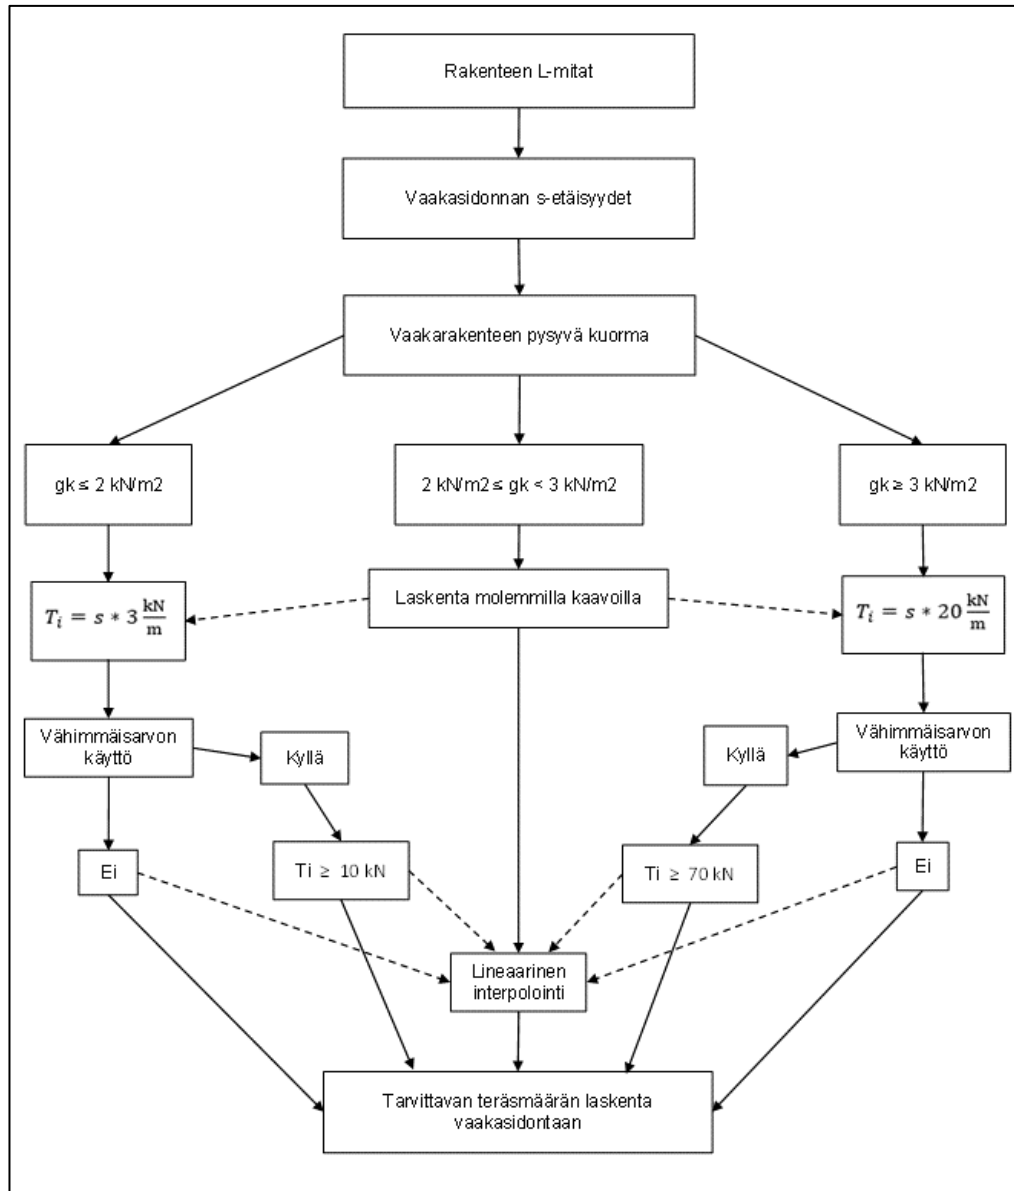 Rakenteen L-mitat
Vaakasidonnan s-etäisyydet
Vaakarakenteen pysyvä kuorma
gk ≤ 2 kN/m2
2 kN/m2 ≤ gk < 3 kN/m2
gk ≥ 3 kN/m2
T_i = s * 3 kN/m
Laskenta molemmilla kaavoilla
T_i = s * 20 kN/m
Vähimmäisarvon
käyttö
Kyllä
Kyllä
Vähimmäisarvon
käyttö
Ei
Ti ≥ 10 kN
Ti ≥ 70 kN
Ei
Lineaarinen
interpolointi
Tarvittavan teräsmäärän laskenta
vaakasidontaan